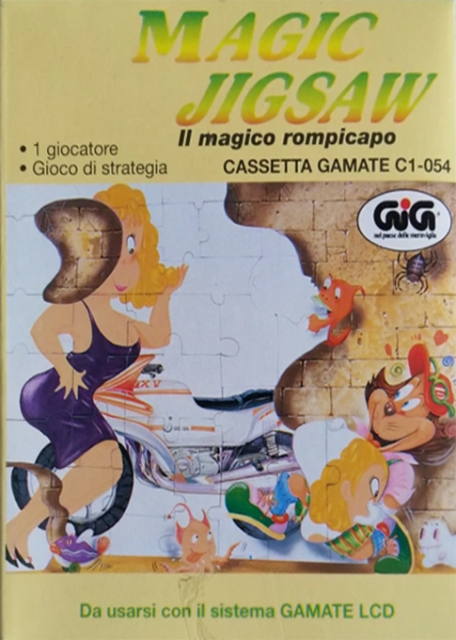 MAGIC
JIGSAW
Il magico rompicapo
• 1 giocatore
• Gioco di strategia
CASSETTA GAMATE C1-054
GiG
nel paese delle meraviglie
XV
Da usarsi con il sistema GAMATE LCD